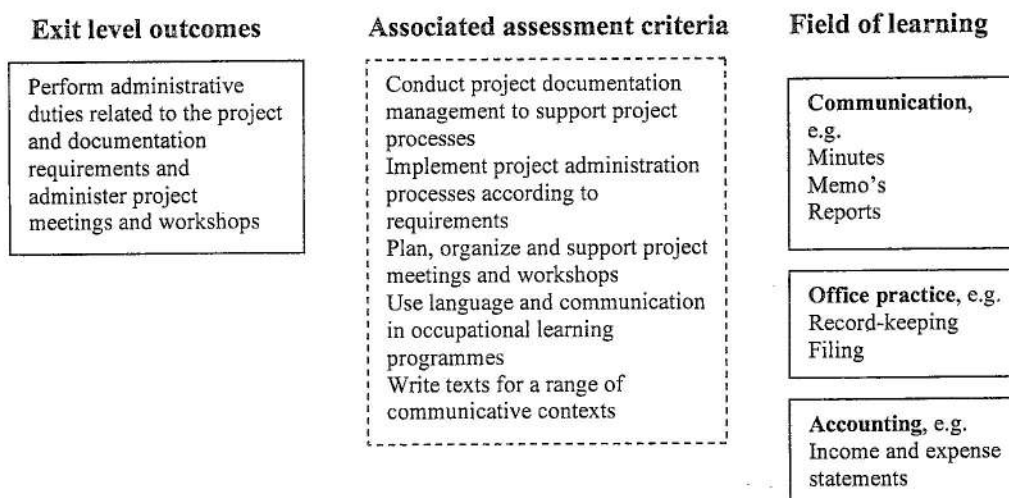 Exit level outcomes
Perform administrative
duties related to the project
and documentation
requirements and
administer project
meetings and workshops
Associated assessment criteria
Conduct project documentation
management to support project
processes
Implement project administration
processes according to
requirements
Plan, organize and support project
meetings and workshops
Use language and communication
in occupational learning
programmes
Write texts for a range of
communicative contexts
Field of learning
Communication,
e.g.
Minutes
Memo's
Reports
Office practice, e.g.
Record-keeping
Filing
Accounting, e.g.
Income and expense
statements